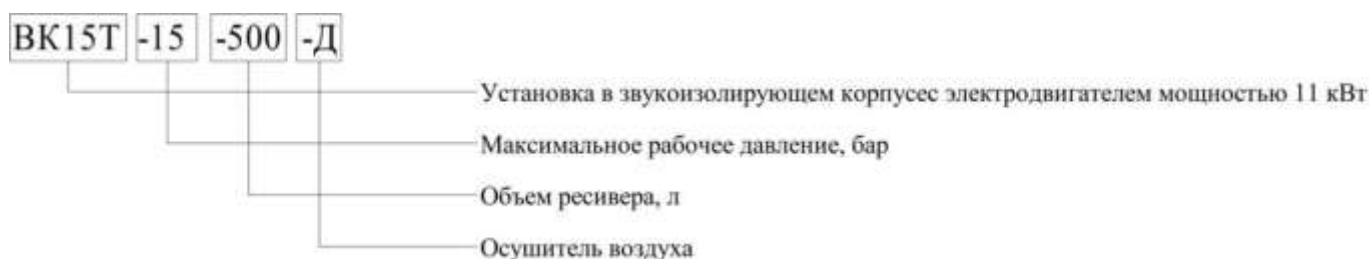 ВК15Т -15 -500 -Д
Установка в звукоизолирующем корпусес электродвигателем мощностью 11 кВт
Максимальное рабочее давление, бар
Объем ресивера, л
Осушитель воздуха